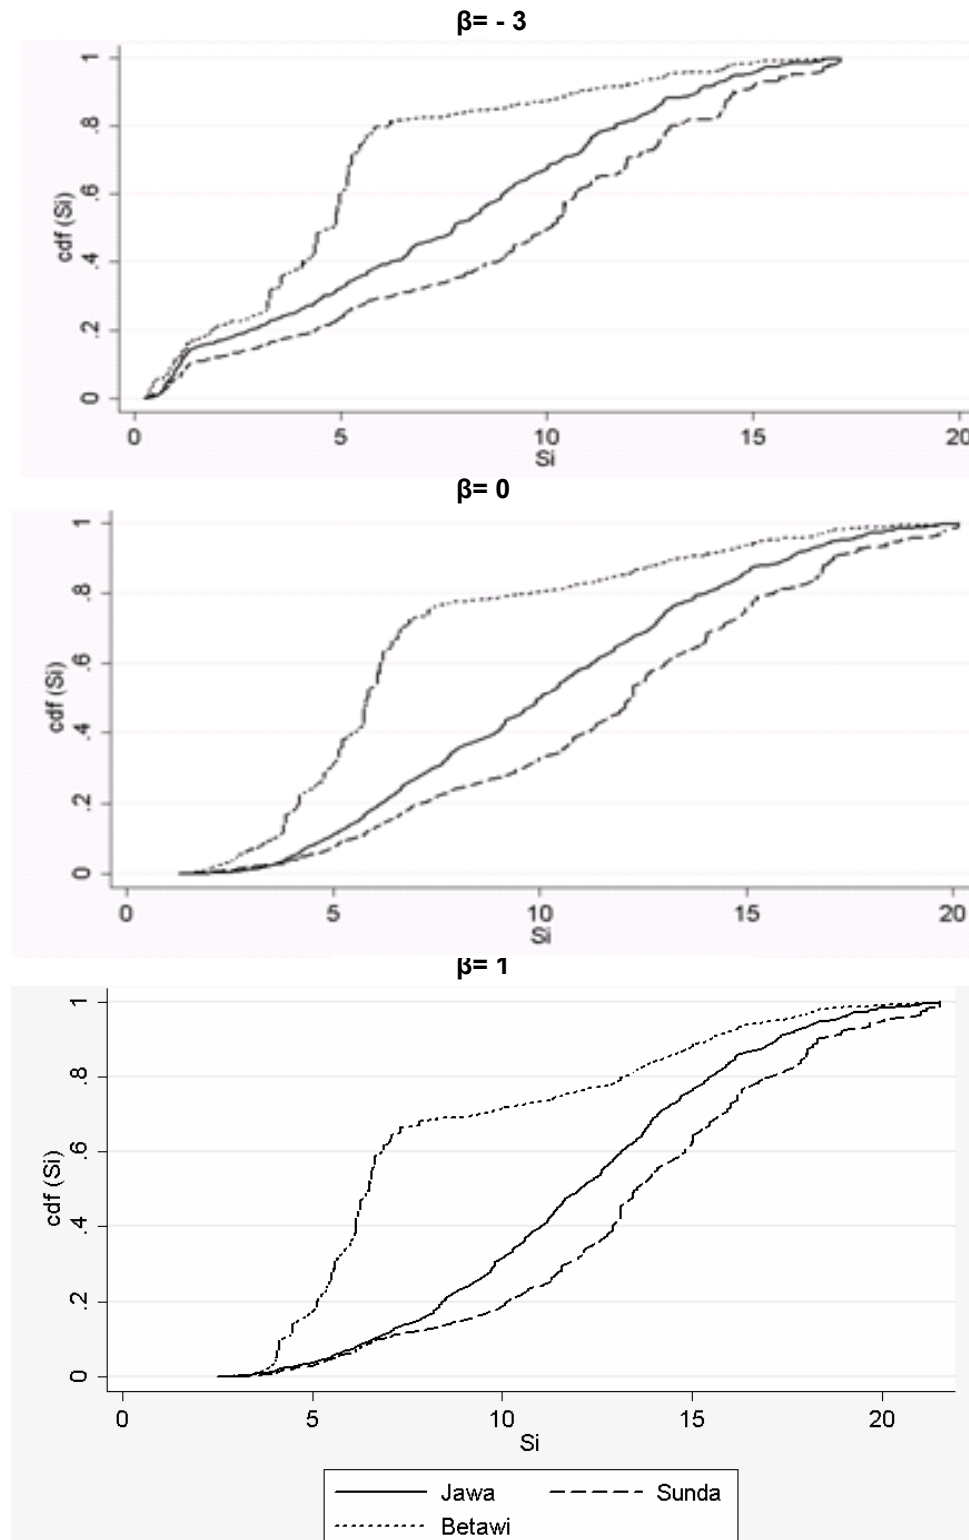 β= - 3
1
.8
.6
.4
.2
0
cdf (Si)
0 5 10 15 20
Si
β= 0
1
.8
.6
.4
.2
0
cdf (Si)
0 5 10 15 20
Si
β= 1
1
.8
.6
.4
.2
0
cdf (Si)
0 5 10 15 20
Si
Jawa Sunda
Betawi